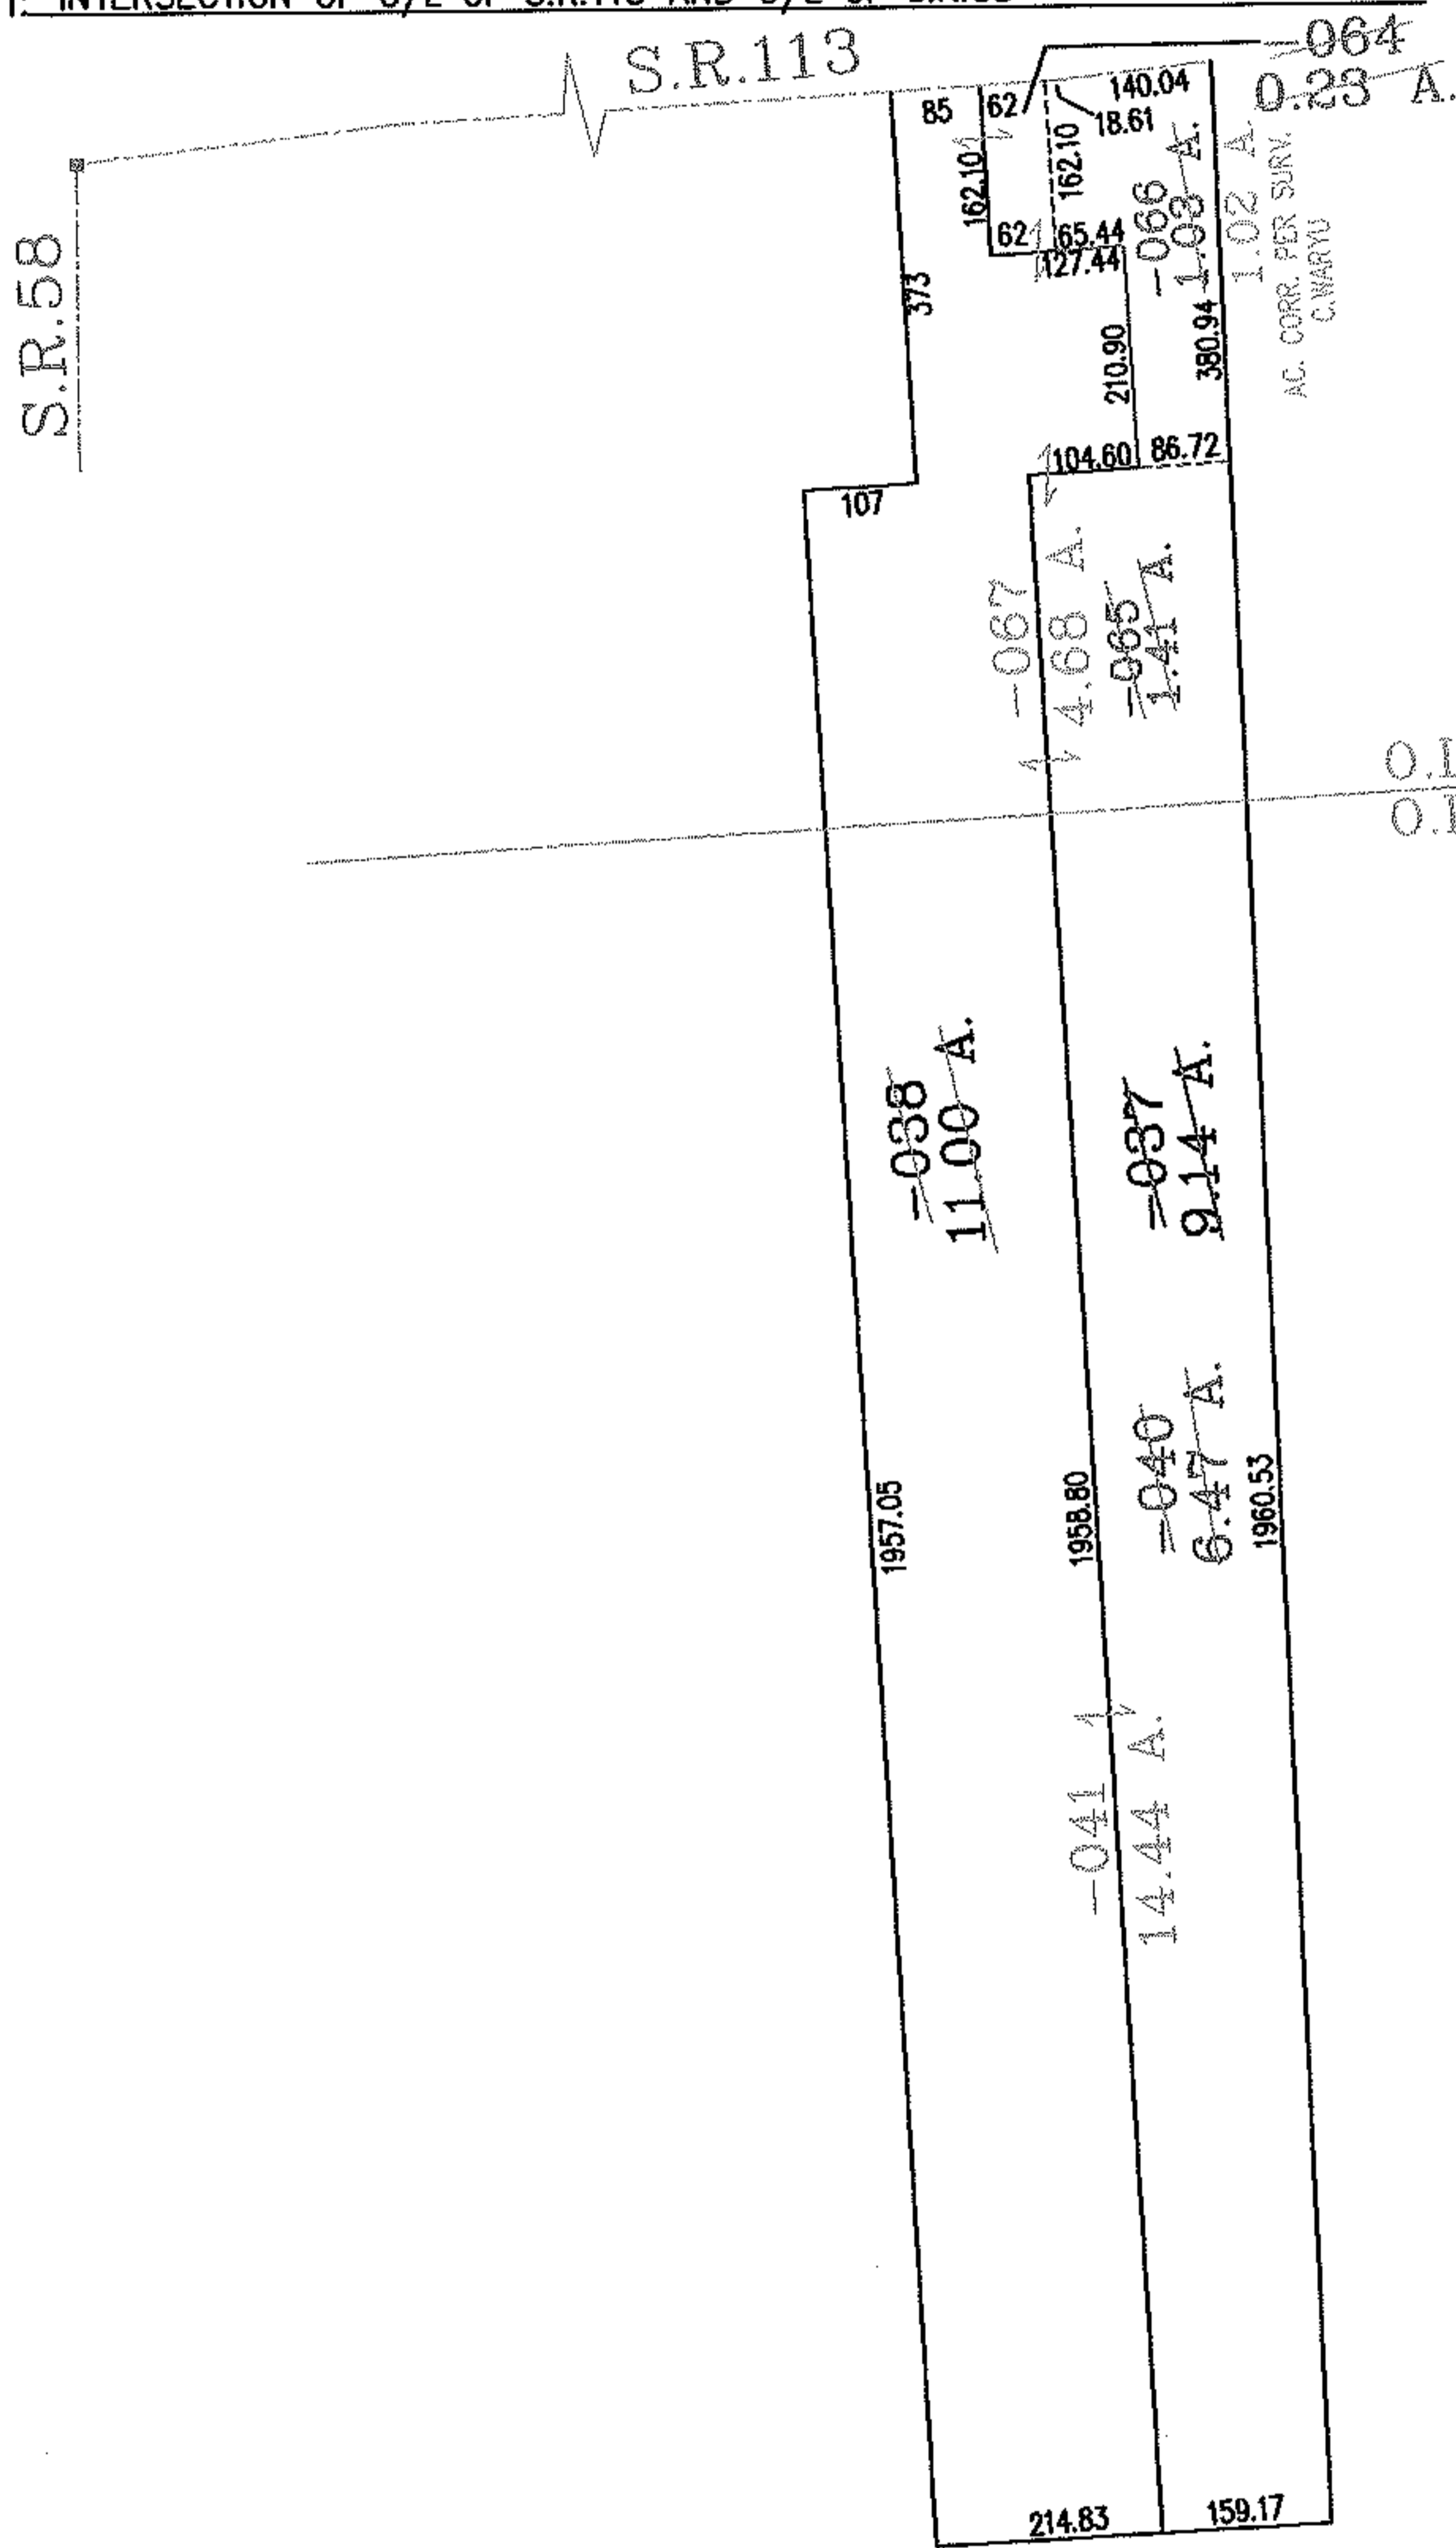 S.R.113
S.R.58
-064
0.23 A.
85
62
140.04
18.61
162.10
162.10
62
65.44
127.44
-066
1.03 A.
1.02 A.
AC. CORR. PER SURV.
C.WARYU
373
210.90
380.94
104.60
86.72
107
-067
4.68 A.
-065
1.41 A.
-038
11.00 A.
-037
9.14 A.
-040
6.47 A.
1957.05
1958.80
1960.53
-041
14.44 A.
214.83
159.17